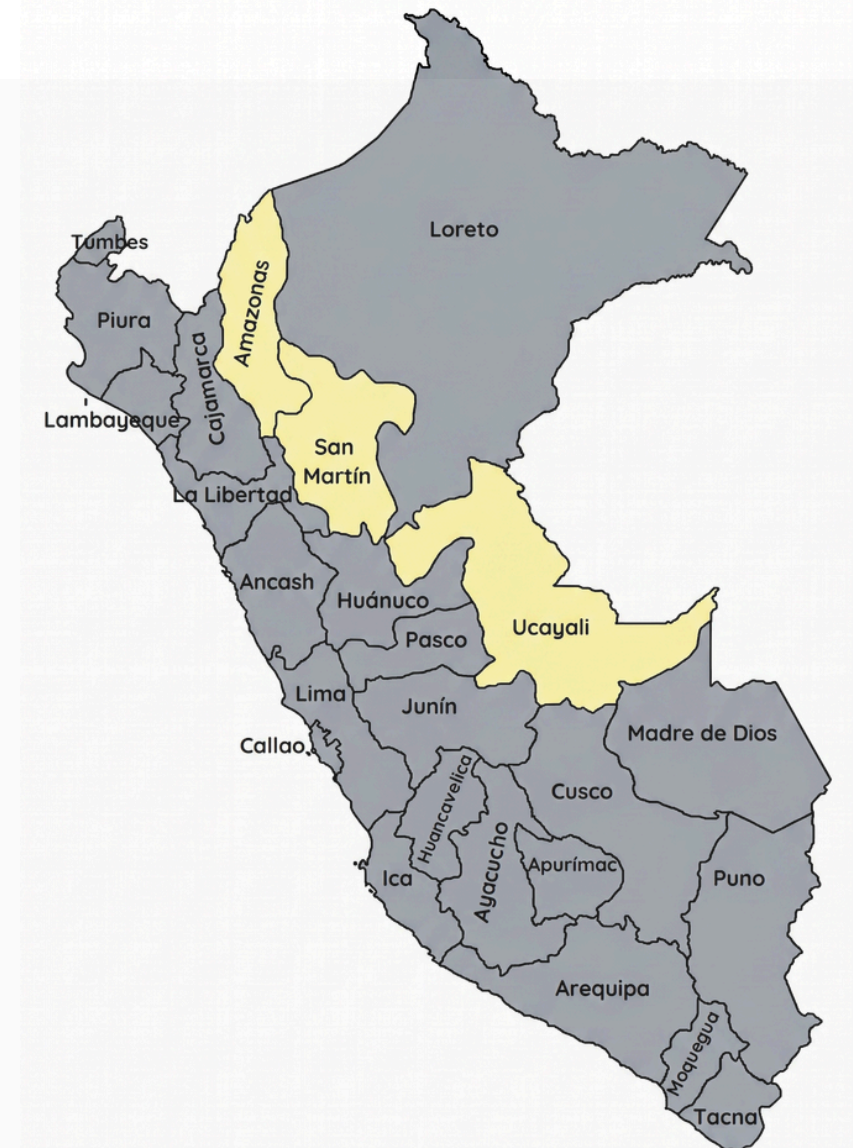 Loreto
Tumbes
Amazonas
Piura
Cajamarca
Lambayeque
San
Martín
La Libertad
Ancash
Huánuco
Ucayali
Pasco
Lima
Junín
Madre de Dios
Callao
Cusco
Huancavelica
Ayacucho
Apurímac
Ica
Puno
Arequipa
Moquegua
Tacna